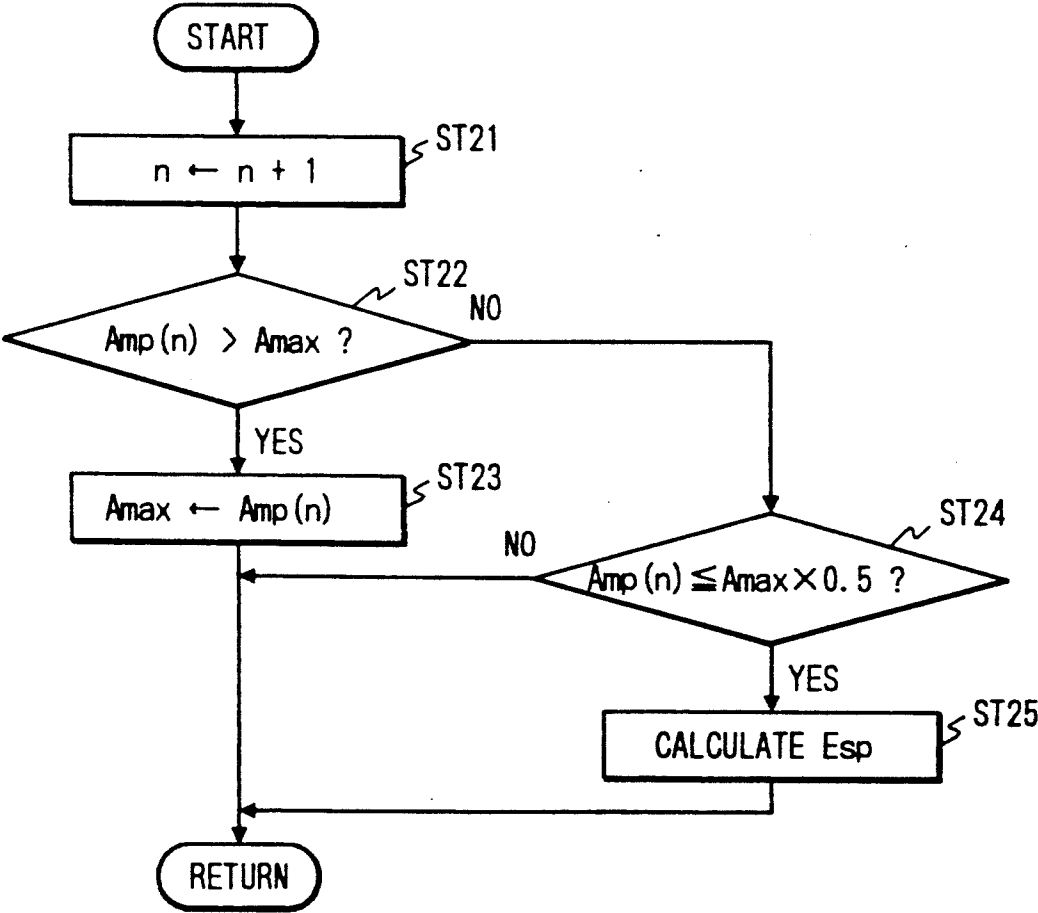 START
ST21
n ← n + 1
ST22
NO
Amp(n) > Amax ?
YES
ST23
Amax ← Amp(n)
ST24
NO
Amp(n) ≦ Amax × 0.5 ?
YES
ST25
CALCULATE Esp
RETURN